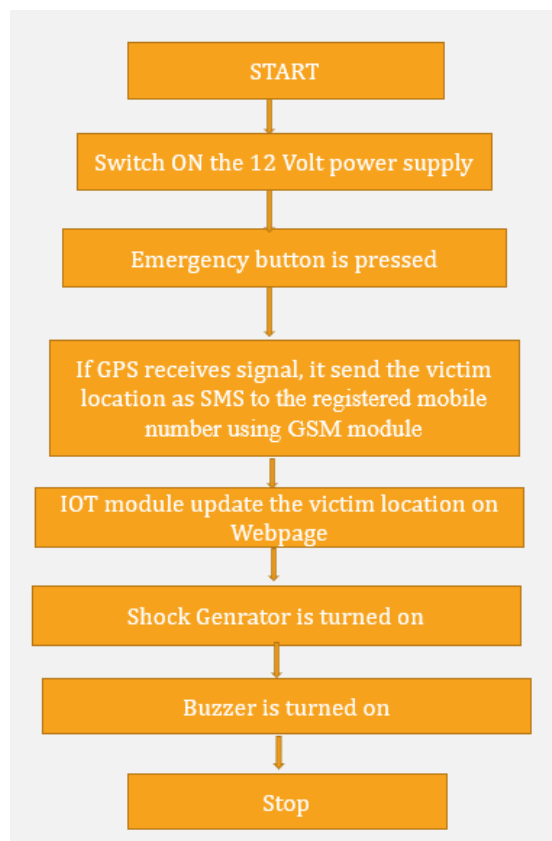 START
Switch ON the 12 Volt power supply
Emergency button is pressed
If GPS receives signal, it send the victim
location as SMS to the registered mobile
number using GSM module
IOT module update the victim location on
Webpage
Shock Genrator is turned on
Buzzer is turned on
Stop